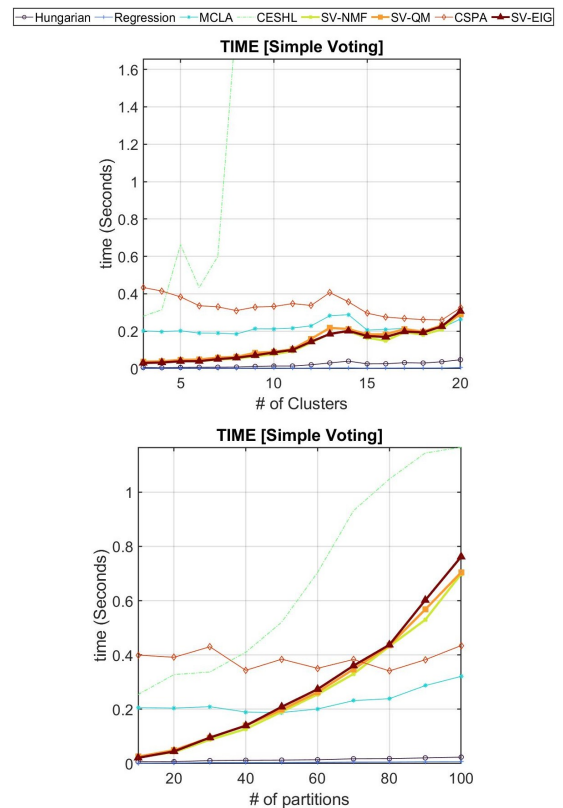 Hungarian Regression MCLA CESHL SV-NMF SV-QM CSPA SV-EIG
TIME [Simple Voting]
time (Seconds)
1.6
1.4
1.2
1
0.8
0.6
0.4
0.2
0
5 10 15 20
# of Clusters
TIME [Simple Voting]
time (Seconds)
1
0.8
0.6
0.4
0.2
0
20 40 60 80 100
# of partitions